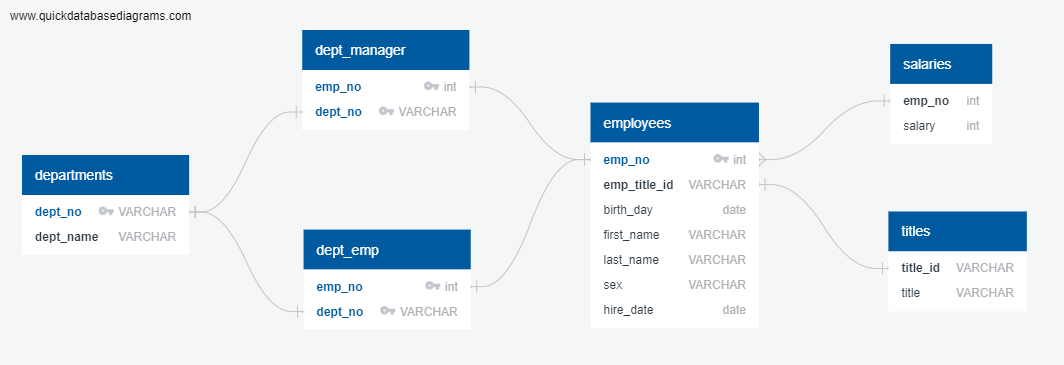 www.quickdatabasediagrams.com
dept_manager
emp_no int
dept_no VARCHAR
departments
dept_no VARCHAR
dept_name VARCHAR
dept_emp
emp_no int
dept_no VARCHAR
employees
emp_no int
emp_title_id VARCHAR
birth_day date
first_name VARCHAR
last_name VARCHAR
sex VARCHAR
hire_date date
salaries
emp_no int
salary int
titles
title_id VARCHAR
title VARCHAR